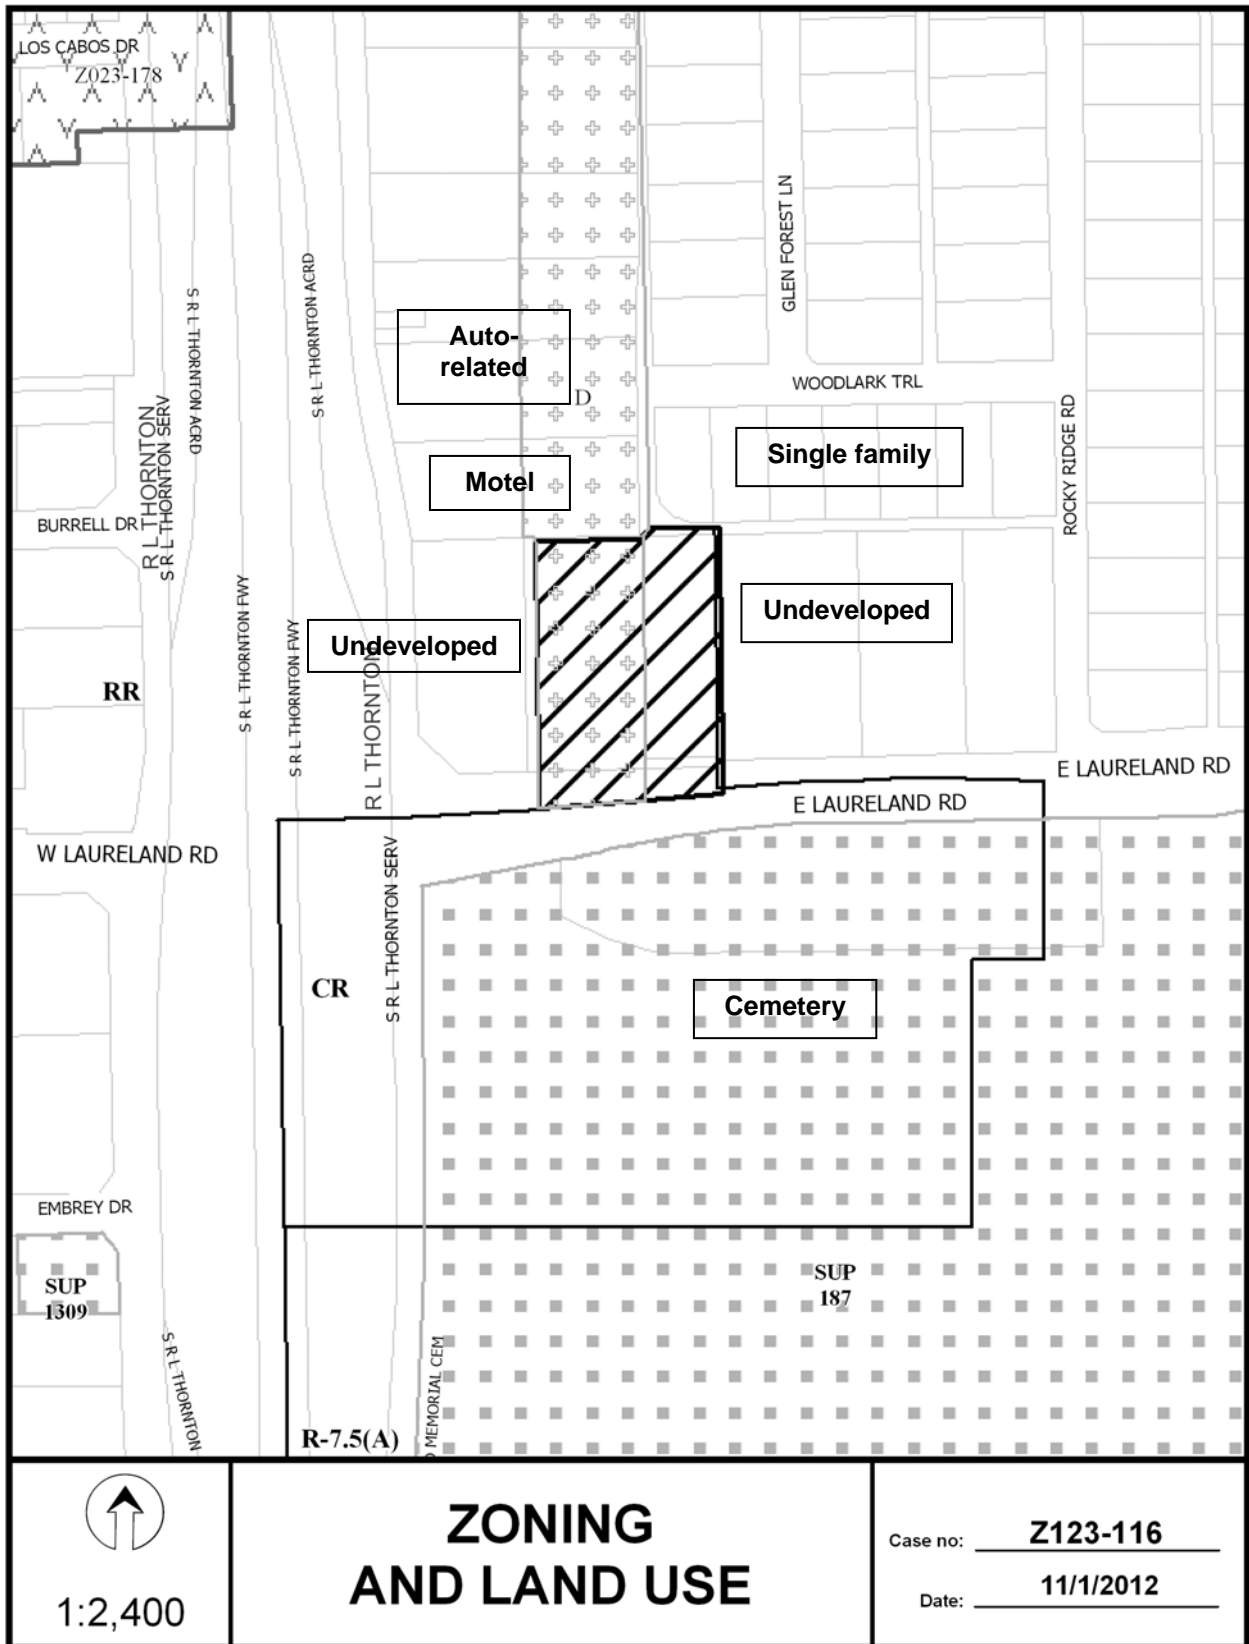 LOS CABOS DR
Z023-178
GLEN FOREST LN
S R L THORNTON ACRD
S R L THORNTON ACRD
Auto-
related
D
WOODLARK TRL
R L THORNTON
S R L THORNTON SERV
Motel
Single family
ROCKY RIDGE RD
BURRELL DR
S R L THORNTON FWY
S R L THORNTON FWY
Undeveloped
Undeveloped
R L THORNTON
RR
E LAURELAND RD
E LAURELAND RD
W LAURELAND RD
S R L THORNTON SERV
CR
Cemetery
EMBREY DR
SUP
1309
SUP
187
S R L THORNTON
MEMORIAL CEM
R-7.5(A)
1:2,400
ZONING
AND LAND USE
Case no: Z123-116
Date: 11/1/2012